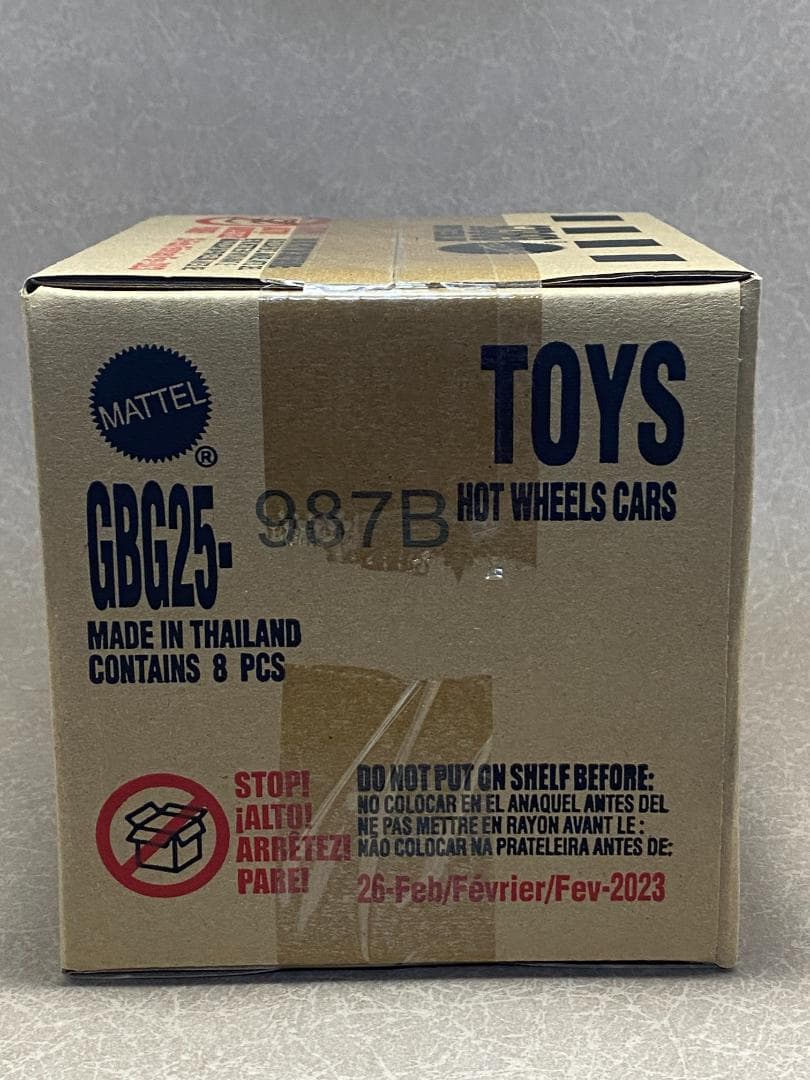 MATTEL
®
TOYS
GBG25-
987B
HOT WHEELS CARS
MADE IN THAILAND
CONTAINS 8 PCS
STOP!
¡ALTO!
ARRÊTEZ!
PARE!
DO NOT PUT ON SHELF BEFORE:
NO COLOCAR EN EL ANAQUEL ANTES DEL
NE PAS METTRE EN RAYON AVANT LE :
NÃO COLOCAR NA PRATELEIRA ANTES DE:
26-Feb/Février/Fev-2023